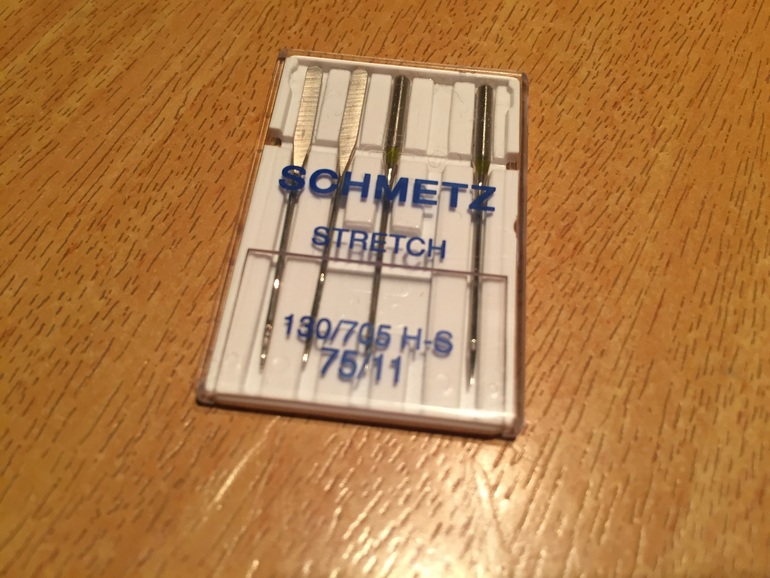 SCHMETZ
STRETCH
130/705 H-S
75/11